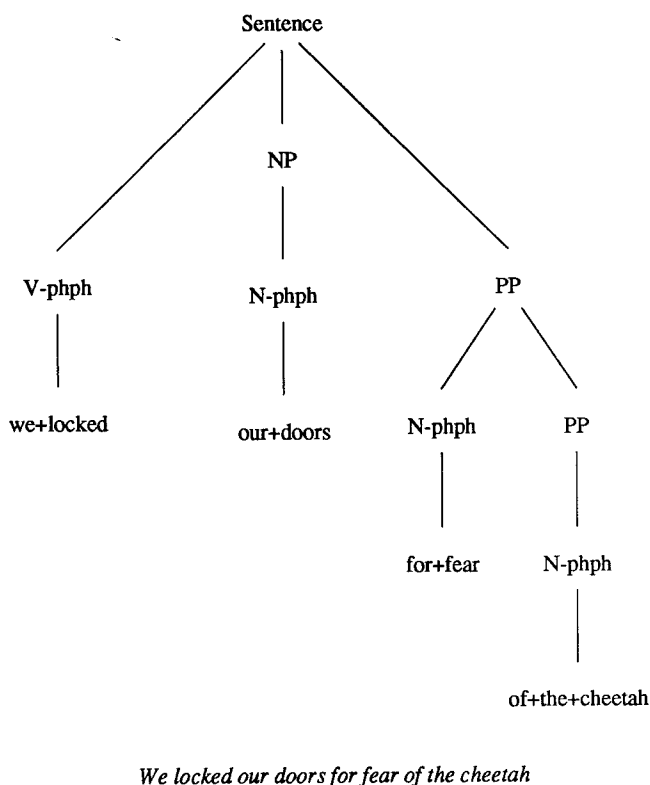 Sentence
NP
V-phph N-phph PP
we+locked our+doors N-phph PP
for+fear N-phph
of+the+cheetah
We locked our doors for fear of the cheetah